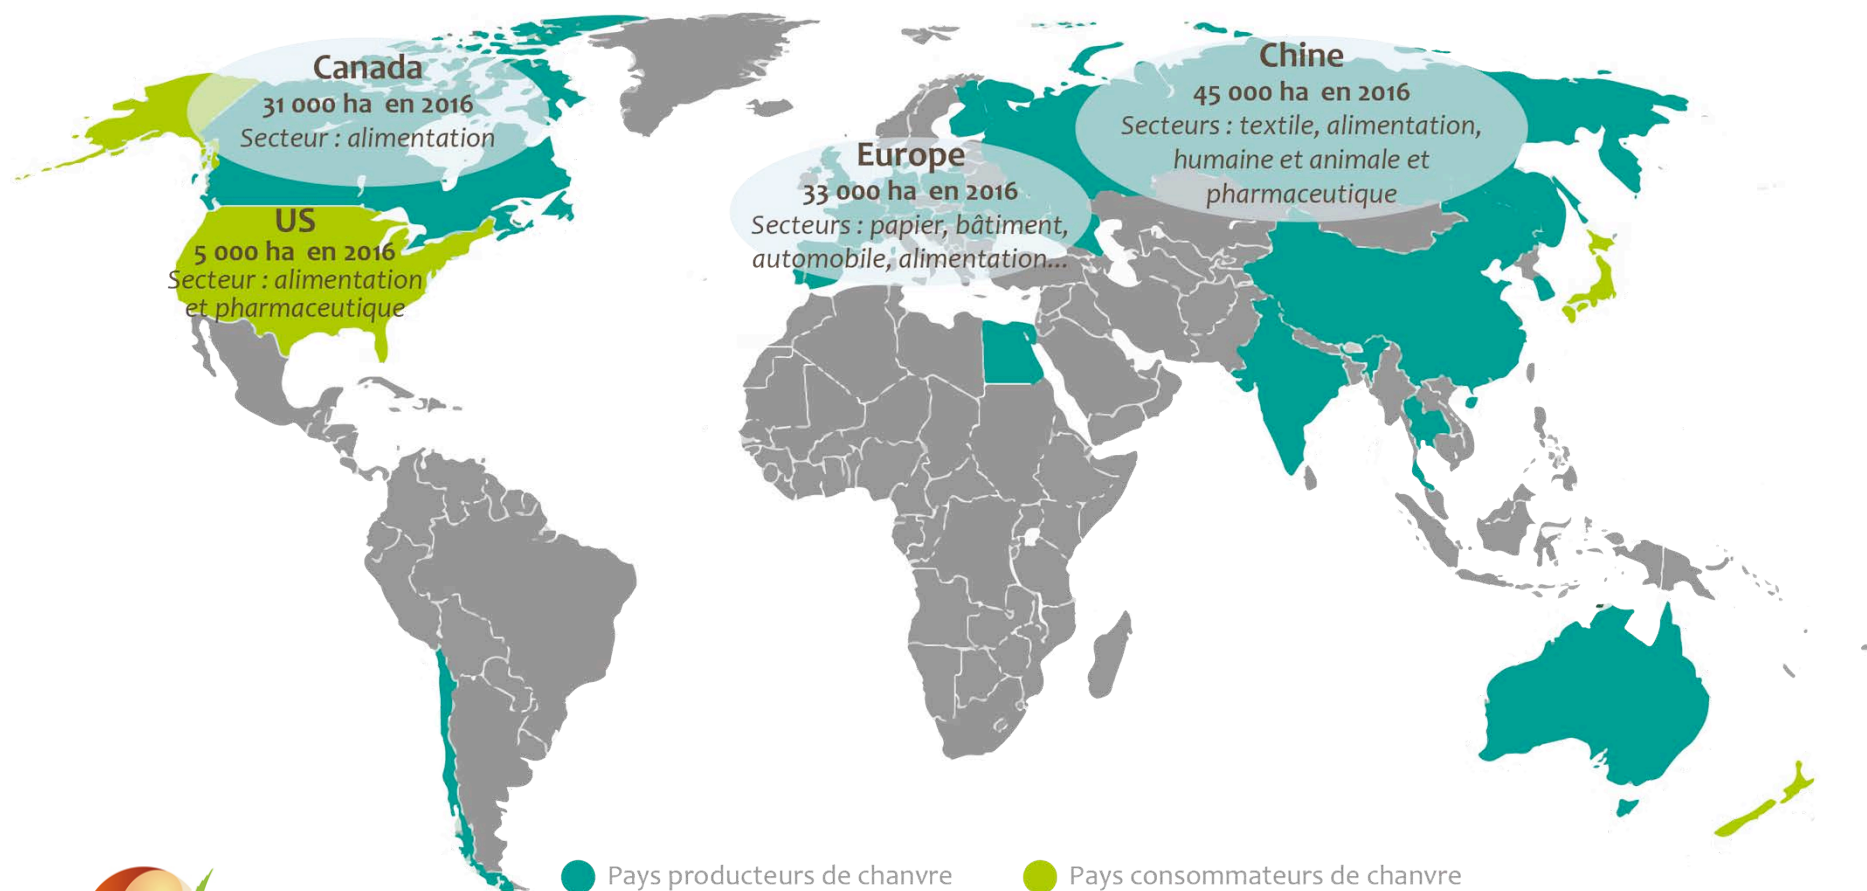 Canada
31 000 ha en 2016
Secteur : alimentation
US
5 000 ha en 2016
Secteur : alimentation
et pharmaceutique
Europe
33 000 ha en 2016
Secteurs : papier, bâtiment,
automobile, alimentation...
Chine
45 000 ha en 2016
Secteurs : textile, alimentation,
humaine et animale et
pharmaceutique
Pays producteurs de chanvre
Pays consommateurs de chanvre